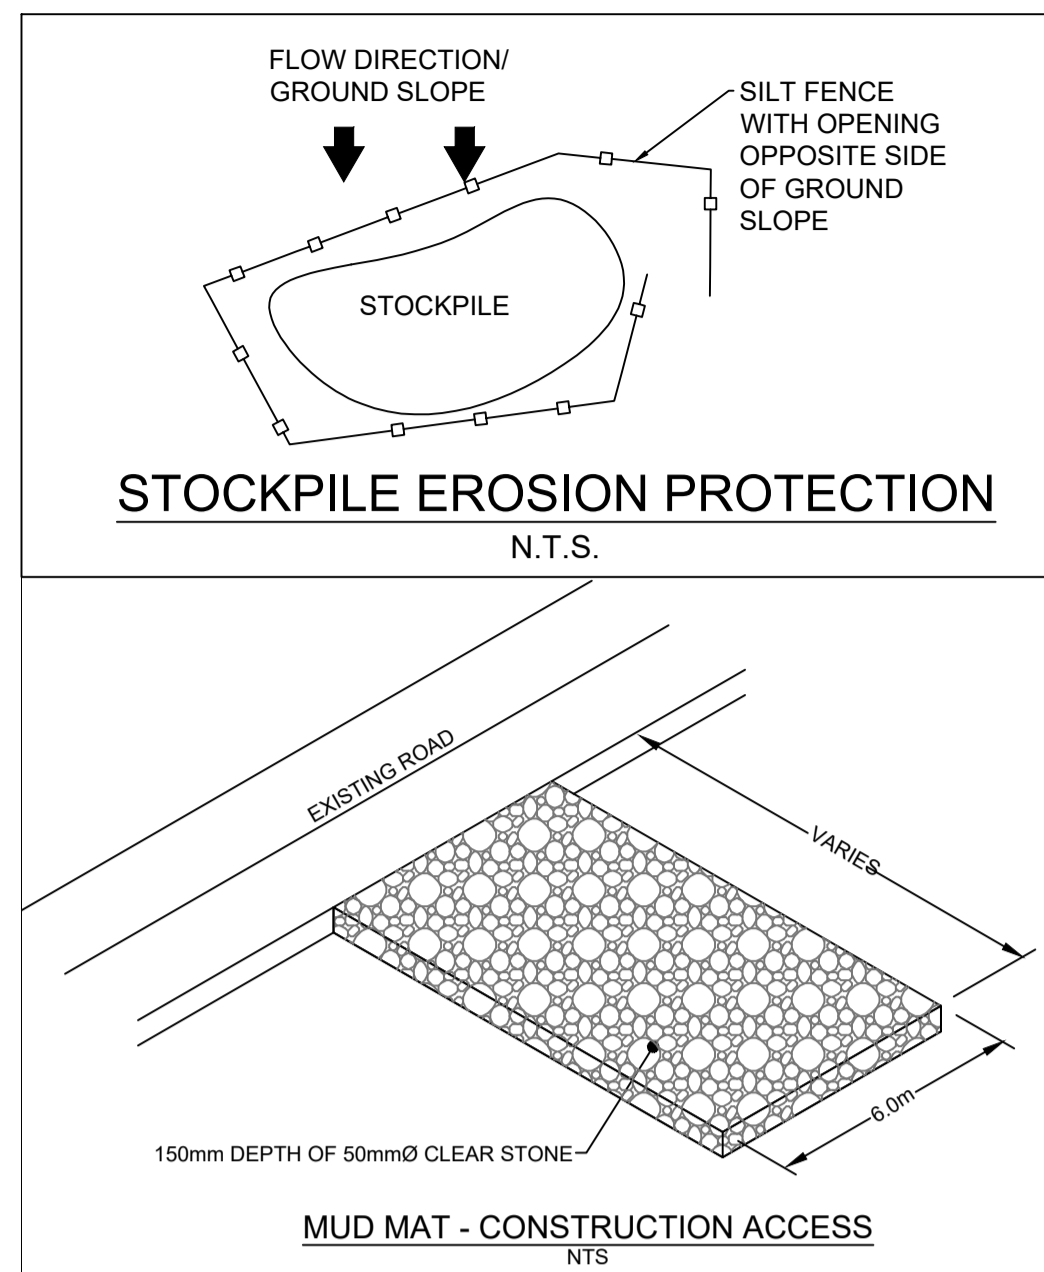 FLOW DIRECTION/
GROUND SLOPE
SILT FENCE
WITH OPENING
OPPOSITE SIDE
OF GROUND
SLOPE
STOCKPILE
STOCKPILE EROSION PROTECTION
N.T.S.
EXISTING ROAD
VARIES
6.0m
150mm DEPTH OF 50mmØ CLEAR STONE
MUD MAT - CONSTRUCTION ACCESS
NTS